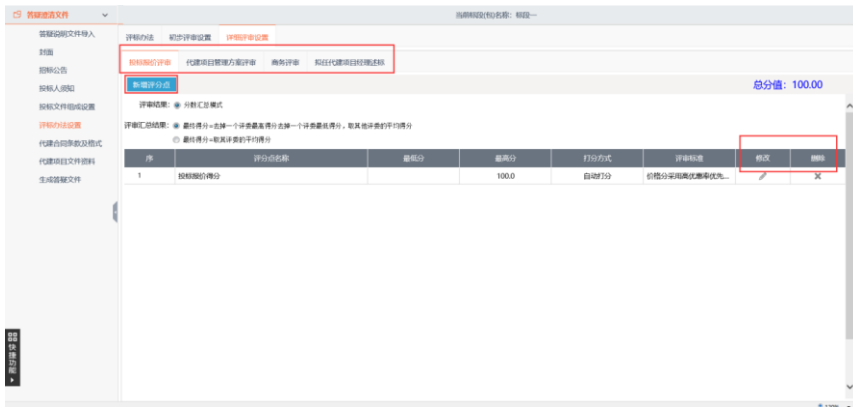 答疑澄清文件
当前标段(包)名称: 标段一
答疑说明文件导入
封面
招标公告
投标人须知
投标文件组成设置
评标办法设置
代建合同条款及格式
代建项目文件资料
生成答疑文件
评标办法 初步评审设置 详细评审设置
投标报价评审 代建项目管理方案评审 商务评审 拟任代建项目经理述标
新增评分点
总分值: 100.00
评审结果: 分数汇总模式
评审汇总结果: 最终得分=去掉一个评委最高得分去掉一个评委最低得分，取其他评委的平均得分
最终得分=取其评委的平均得分
序 评分点名称 最低分 最高分 打分方式 评审标准 修改 删除
1 投标报价得分 100.0 自动打分 价格分采用高优惠率优先...
快捷功能